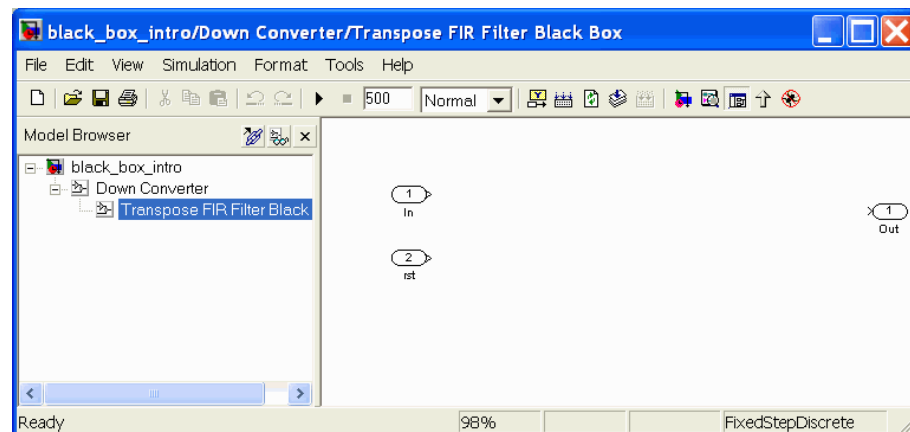 black_box_intro/Down Converter/Transpose FIR Filter Black Box
File Edit View Simulation Format Tools Help
500 Normal
Model Browser
black_box_intro
Down Converter
Transpose FIR Filter Black
1
In
2
rst
1
Out
Ready 98% FixedStepDiscrete